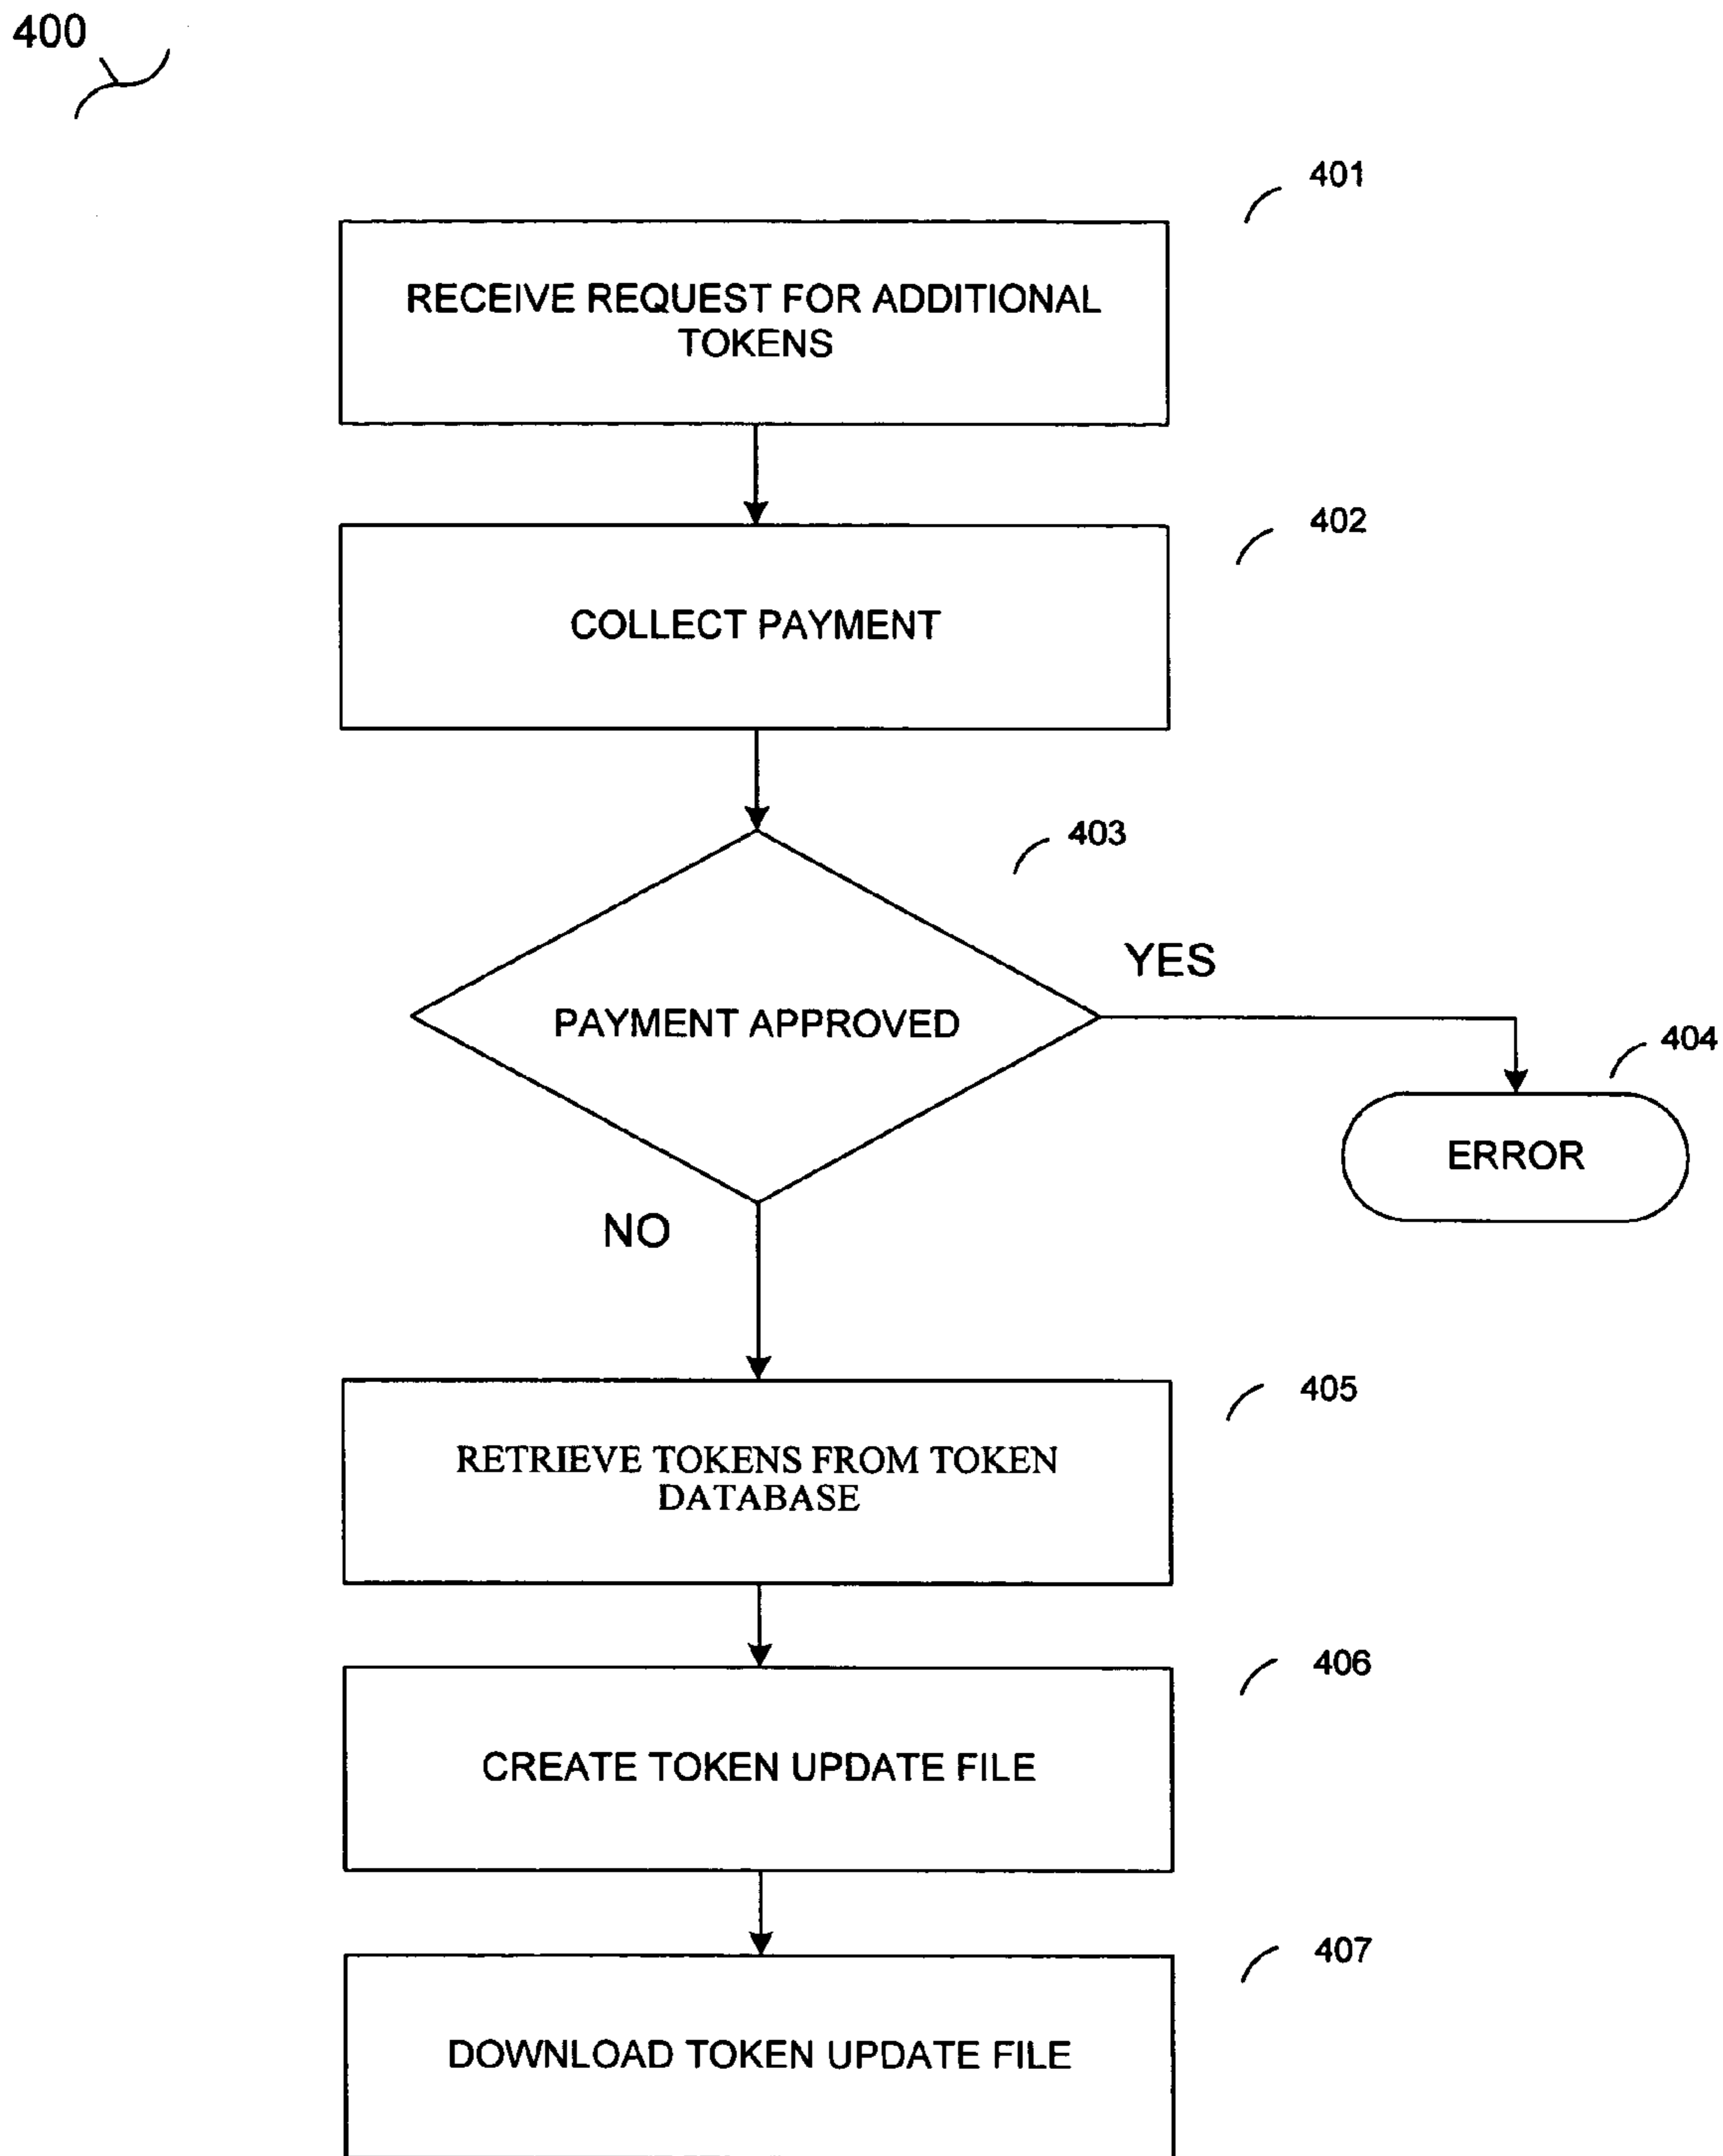 400
401
RECEIVE REQUEST FOR ADDITIONAL
TOKENS
402
COLLECT PAYMENT
403
PAYMENT APPROVED
YES
404
ERROR
NO
405
RETRIEVE TOKENS FROM TOKEN
DATABASE
406
CREATE TOKEN UPDATE FILE
407
DOWNLOAD TOKEN UPDATE FILE